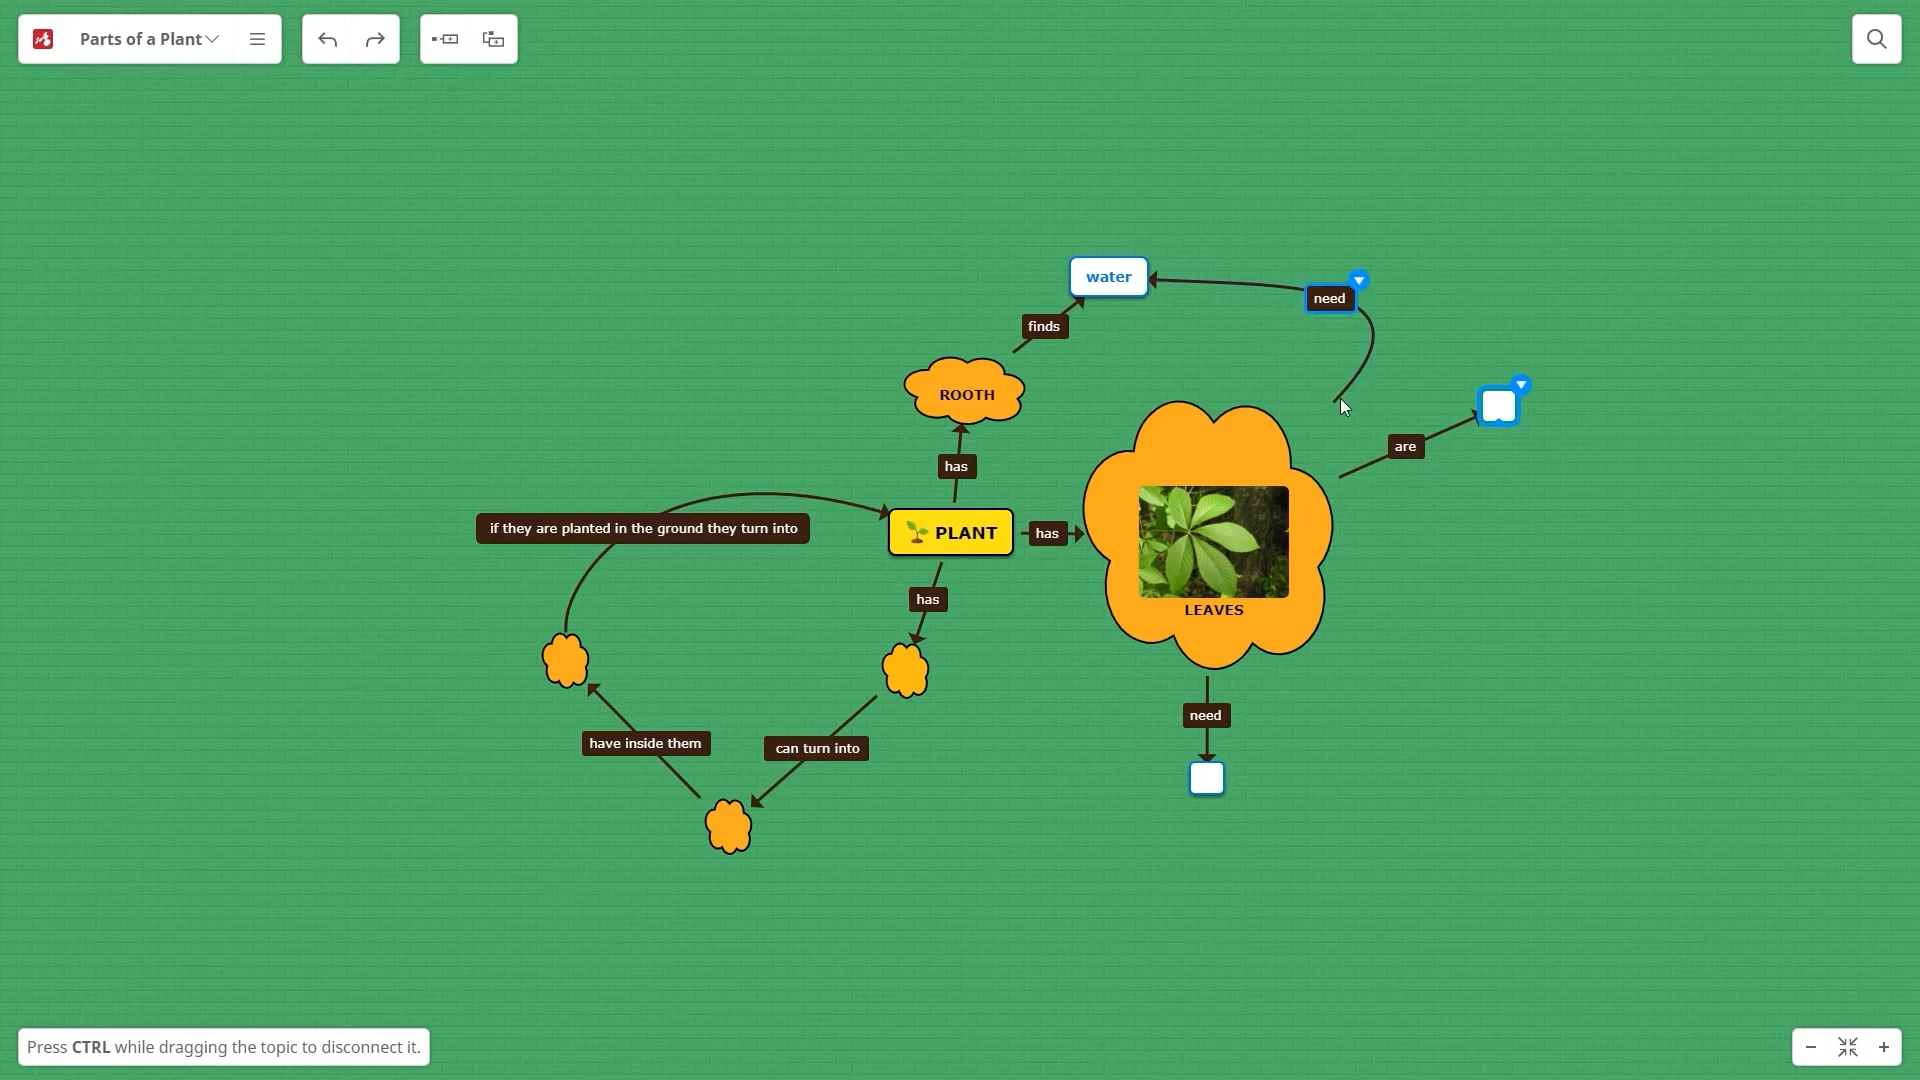 Parts of a Plant
water
need
finds
ROOTH
are
has
if they are planted in the ground they turn into
PLANT
has
has
LEAVES
need
have inside them
can turn into
Press CTRL while dragging the topic to disconnect it.